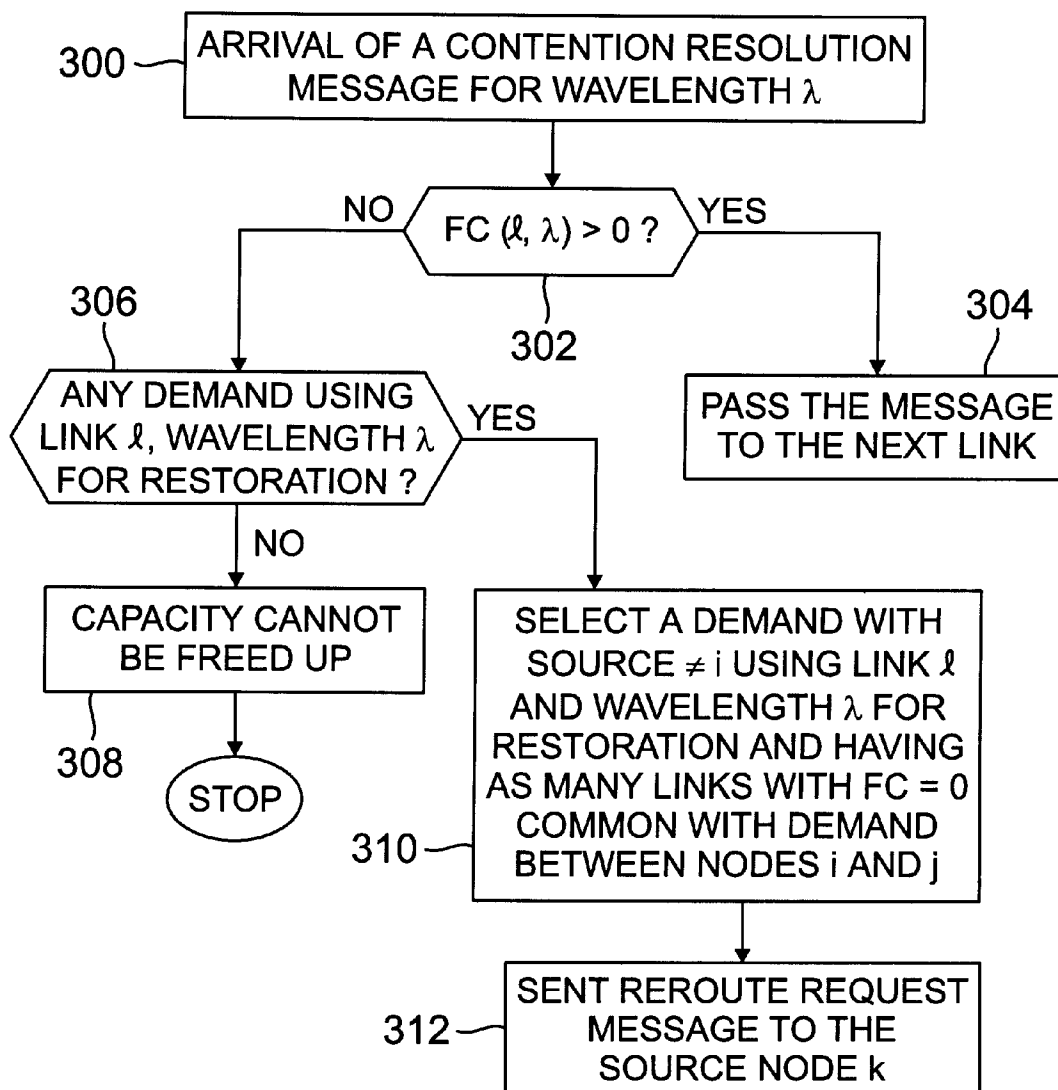 300
ARRIVAL OF A CONTENTION RESOLUTION
MESSAGE FOR WAVELENGTH λ
NO
FC (ℓ, λ) > 0 ?
YES
302
306
ANY DEMAND USING
LINK ℓ, WAVELENGTH λ
FOR RESTORATION ?
YES
304
PASS THE MESSAGE
TO THE NEXT LINK
NO
CAPACITY CANNOT
BE FREED UP
308
STOP
SELECT A DEMAND WITH
SOURCE ≠ i USING LINK ℓ
AND WAVELENGTH λ FOR
RESTORATION AND HAVING
AS MANY LINKS WITH FC = 0
COMMON WITH DEMAND
BETWEEN NODES i AND j
310
SENT REROUTE REQUEST
MESSAGE TO THE
SOURCE NODE k
312